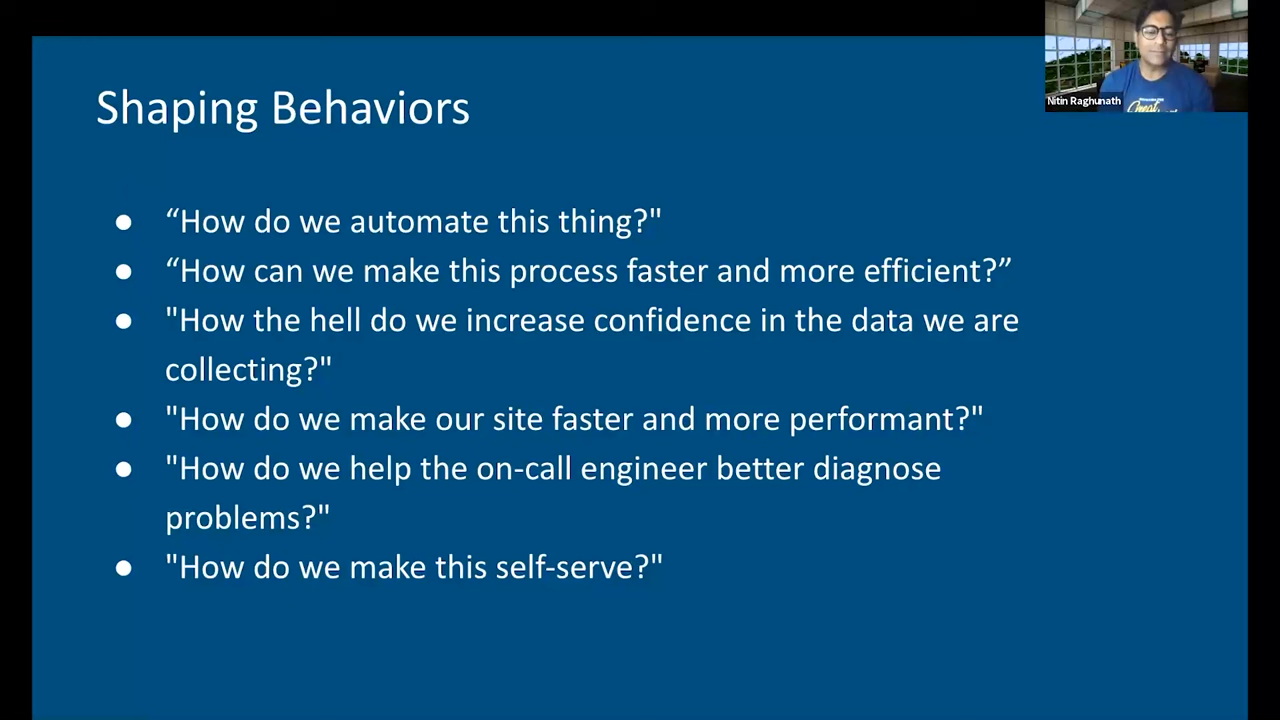 Shaping Behaviors
Nitin Raghunath
Great
● “How do we automate this thing?"
● “How can we make this process faster and more efficient?”
● "How the hell do we increase confidence in the data we are
collecting?"
● "How do we make our site faster and more performant?"
● "How do we help the on-call engineer better diagnose
problems?"
● "How do we make this self-serve?"